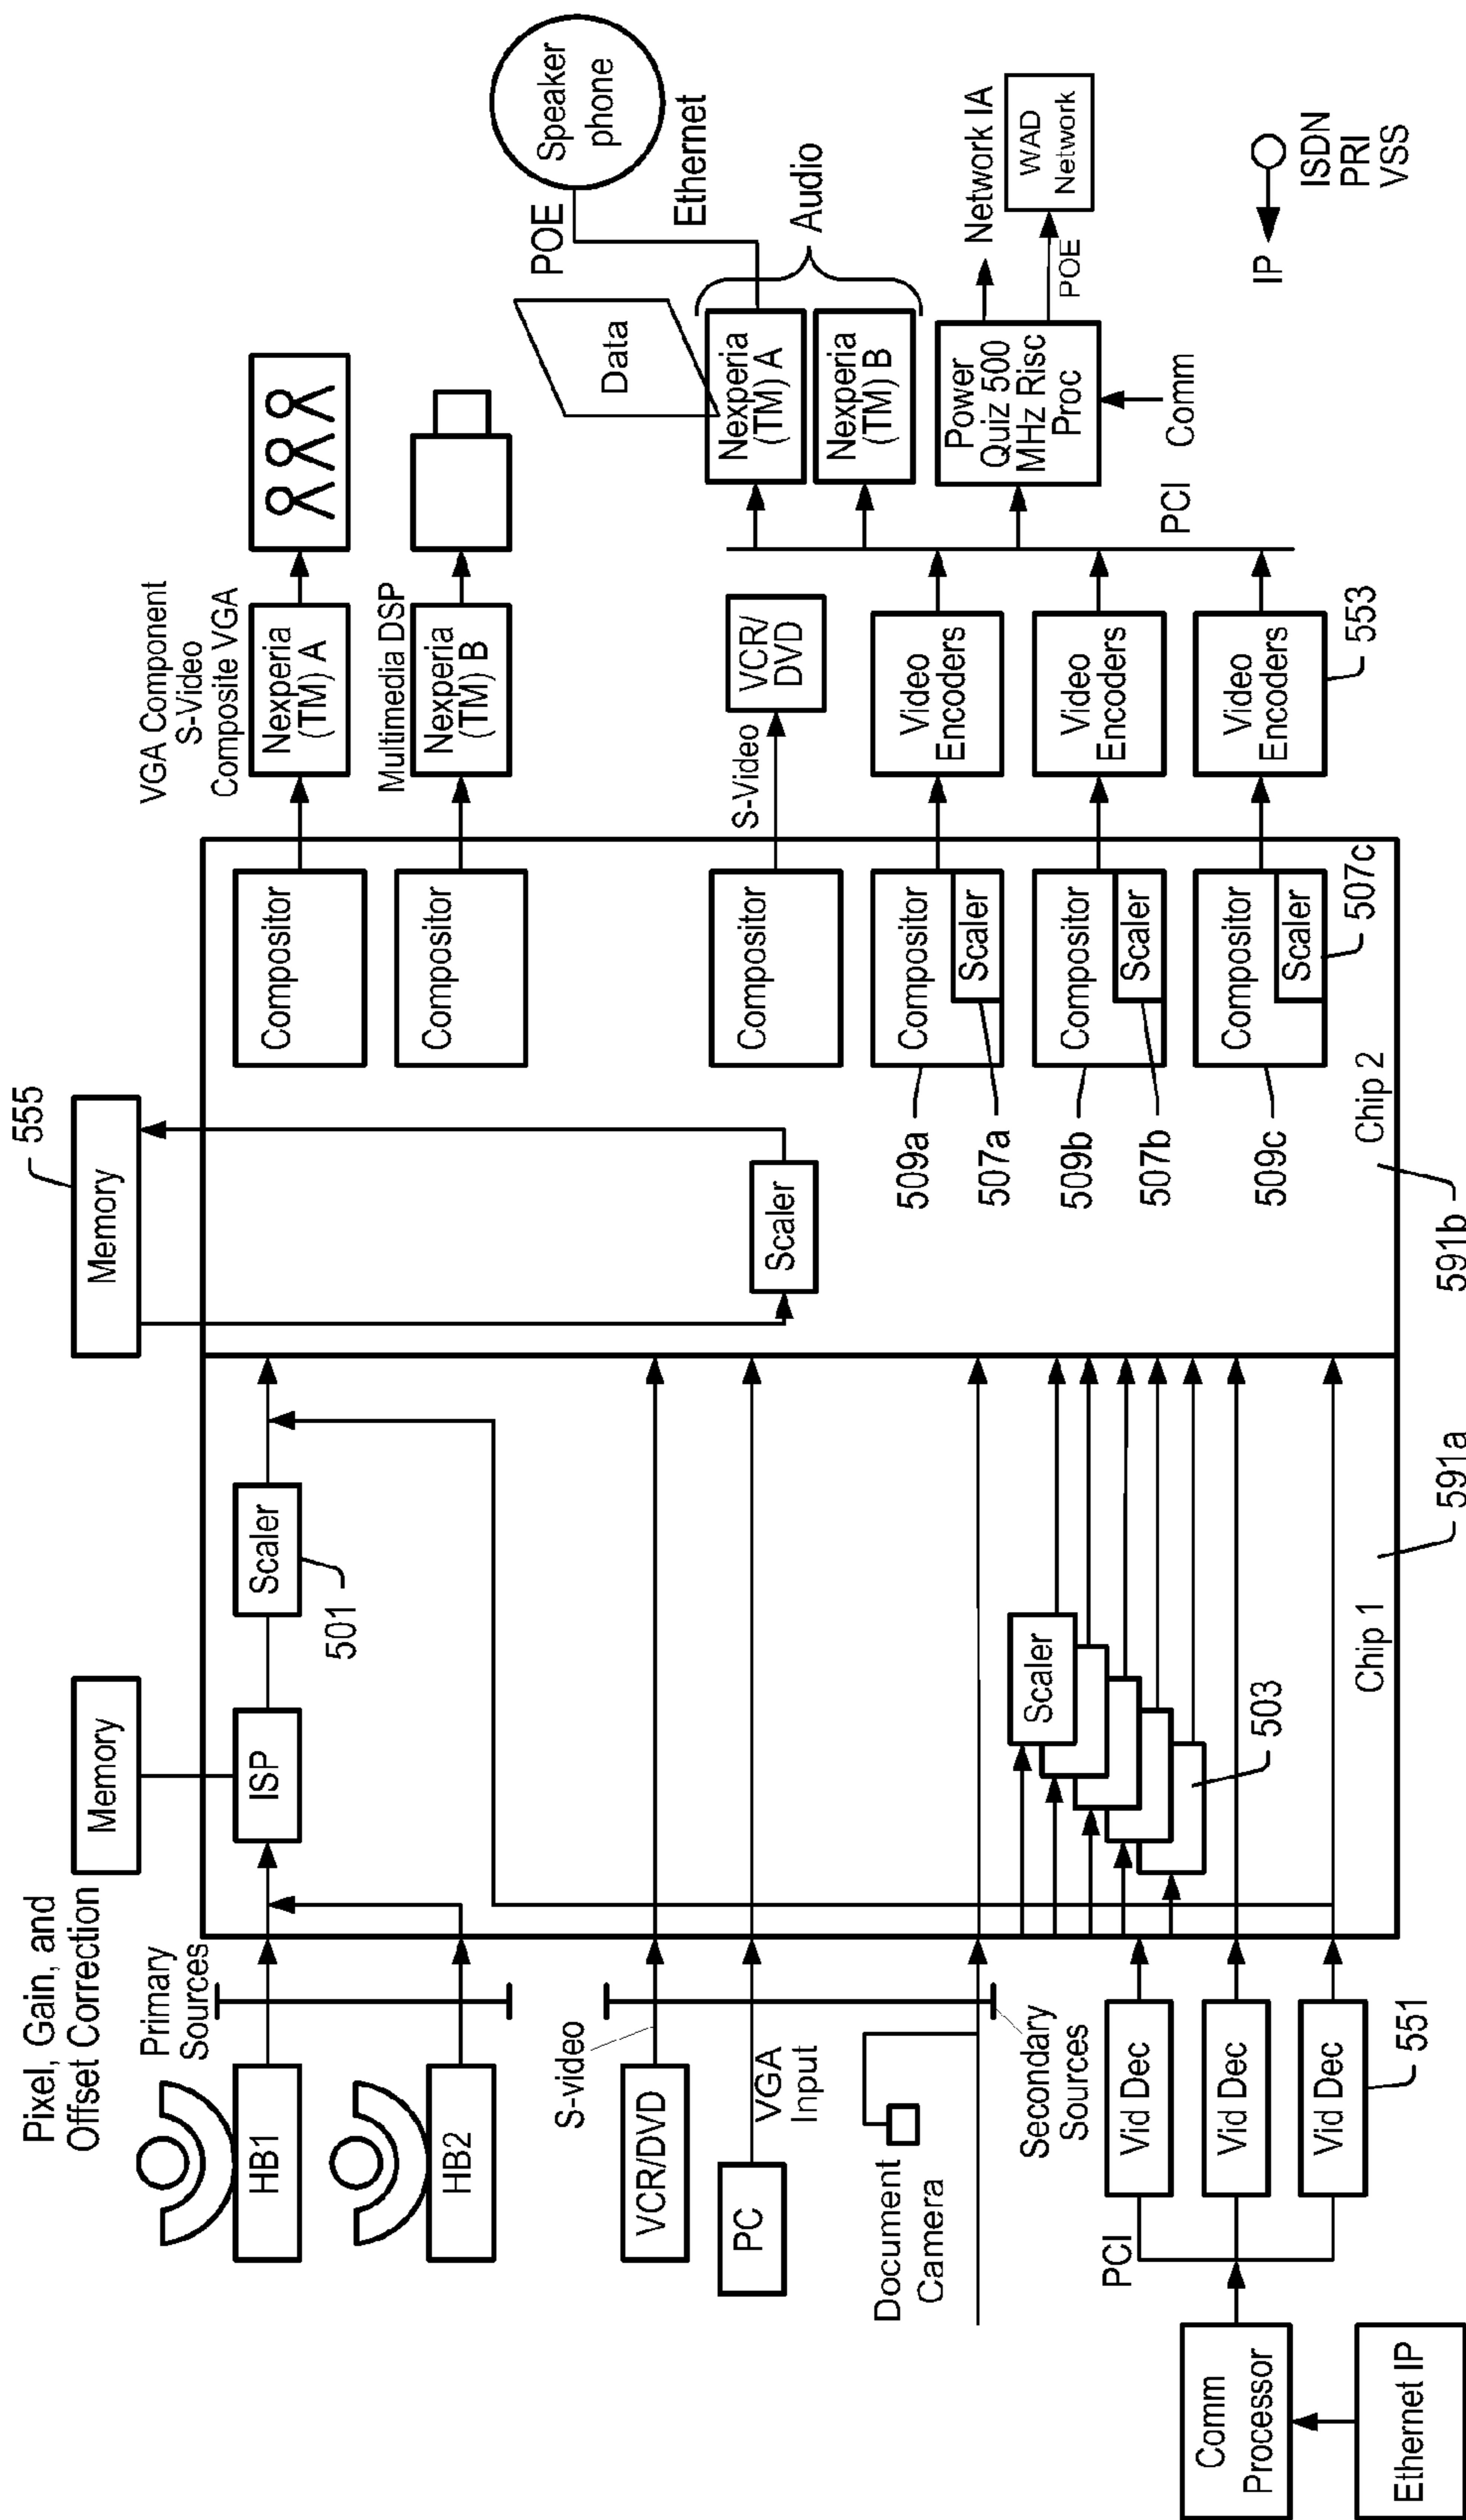 Pixel, Gain, and
Offset Correction
Memory
Memory
555
Primary
Sources
HB1
HB2
ISP
Scaler
501
Compositor
Compositor
VGA Component
S-Video
Composite VGA
Nexperia
(TM) A
Multimedia DSP
Nexperia
(TM) B
S-video
VCR/DVD
PC
VGA
Input
Document
Camera
Secondary
Sources
Scaler
Compositor
S-Video
VCR/
DVD
Data
POE
Speaker
phone
Ethernet
Nexperia
(TM) A
Nexperia
(TM) B
Audio
Scaler
503
509a
507a
509b
507b
509c
Compositor
Scaler
Compositor
Scaler
Compositor
Scaler
507c
Video
Encoders
Video
Encoders
Video
Encoders
553
Power
Quiz 500
MHz Risc
Proc
Network IA
POE
WAD
Network
PCI
Comm
IP
ISDN
PRI
VSS
PCI
Vid Dec
Vid Dec
Vid Dec
551
Comm
Processor
Ethernet IP
Chip 1
591a
Chip 2
591b